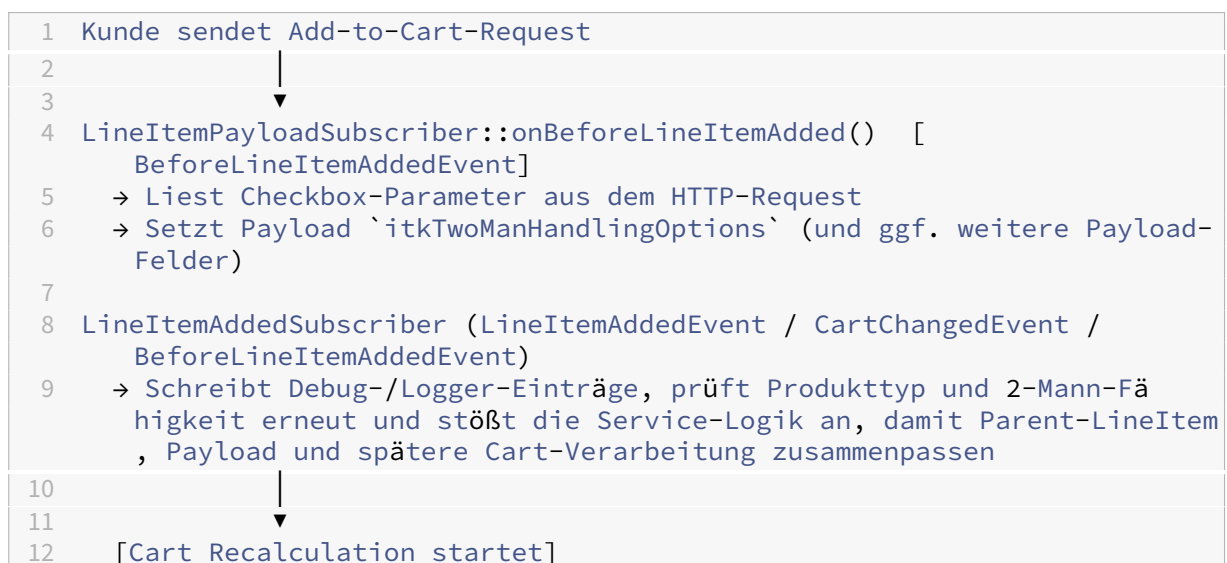 1 Kunde sendet Add-to-Cart-Request
2 │
3 ▼
4 LineItemPayloadSubscriber::onBeforeLineItemAdded() [
BeforeLineItemAddedEvent]
5 → Liest Checkbox-Parameter aus dem HTTP-Request
6 → Setzt Payload `itkTwoManHandlingOptions` (und ggf. weitere Payload-
Felder)
7
8 LineItemAddedSubscriber (LineItemAddedEvent / CartChangedEvent /
BeforeLineItemAddedEvent)
9 → Schreibt Debug-/Logger-Einträge, prüft Produkttyp und 2-Mann-Fä
higkeit erneut und stößt die Service-Logik an, damit Parent-LineItem
, Payload und spätere Cart-Verarbeitung zusammenpassen
10 │
11 ▼
12 [Cart Recalculation startet]